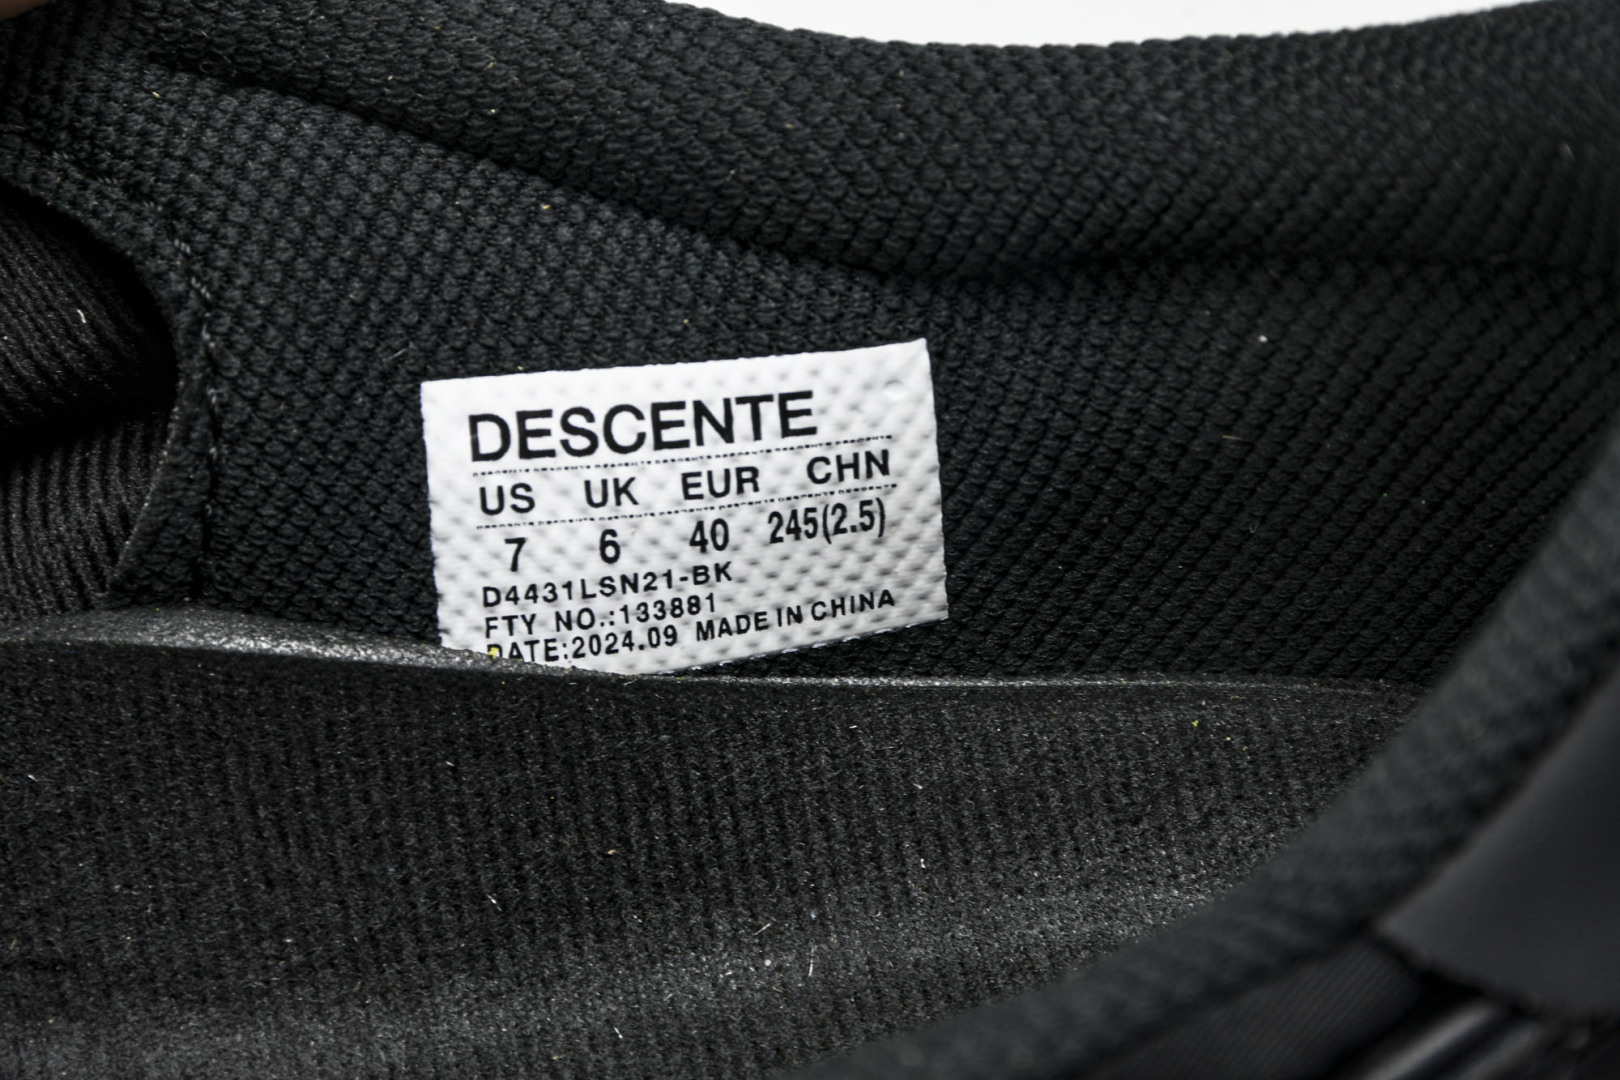 DESCENTE
US UK EUR CHN
7 6 40 245(2.5)
D4431LSN21-BK
FTY NO.:133881
DATE:2024.09 MADE IN CHINA